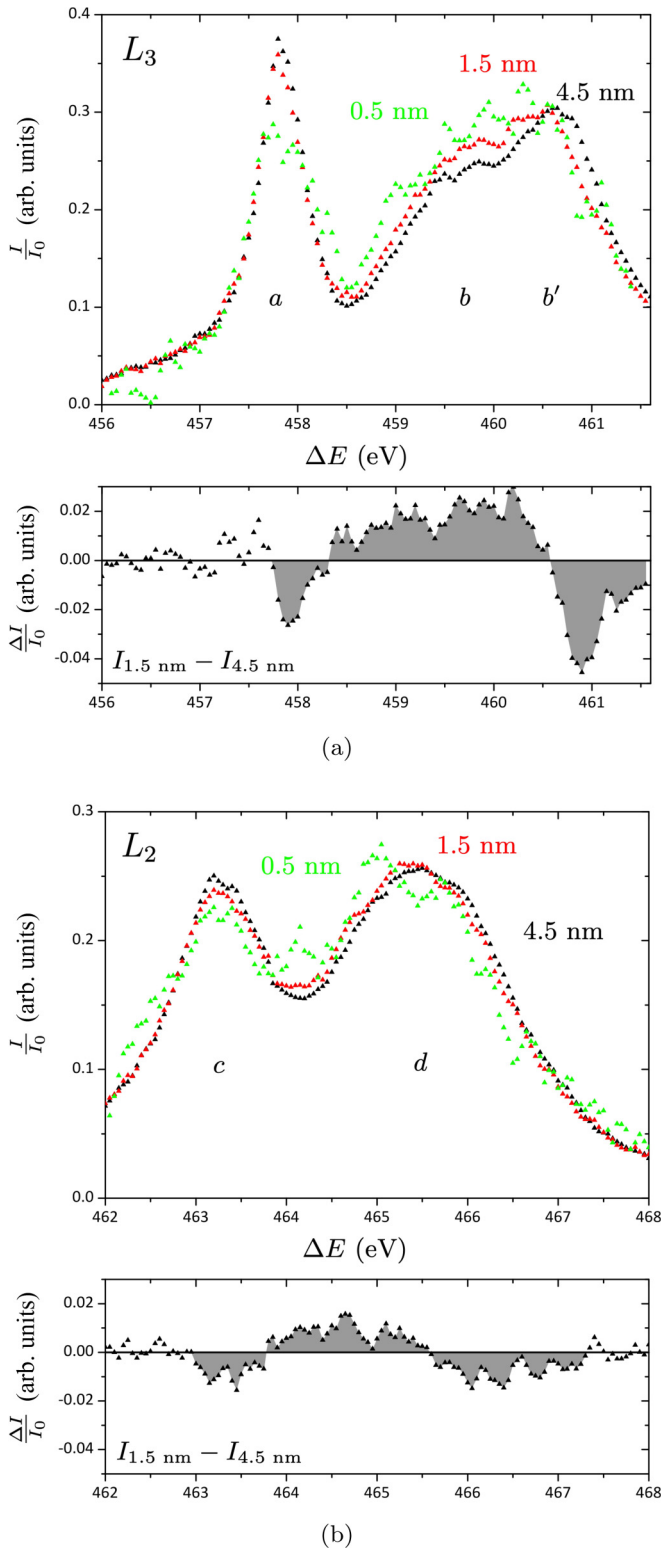 L3
1.5 nm
4.5 nm
0.5 nm
0.4
0.3
0.2
0.1
0.0
I/I0 (arb. units)
a
b
b′
456 457 458 459 460 461
ΔE (eV)
0.02
0.00
-0.02
-0.04
ΔI/I0 (arb. units)
I1.5 nm − I4.5 nm
456 457 458 459 460 461
(a)
L2
0.5 nm
1.5 nm
4.5 nm
0.3
0.2
0.1
0.0
I/I0 (arb. units)
c
d
462 463 464 465 466 467 468
ΔE (eV)
0.02
0.00
-0.02
-0.04
ΔI/I0 (arb. units)
I1.5 nm − I4.5 nm
462 463 464 465 466 467 468
(b)